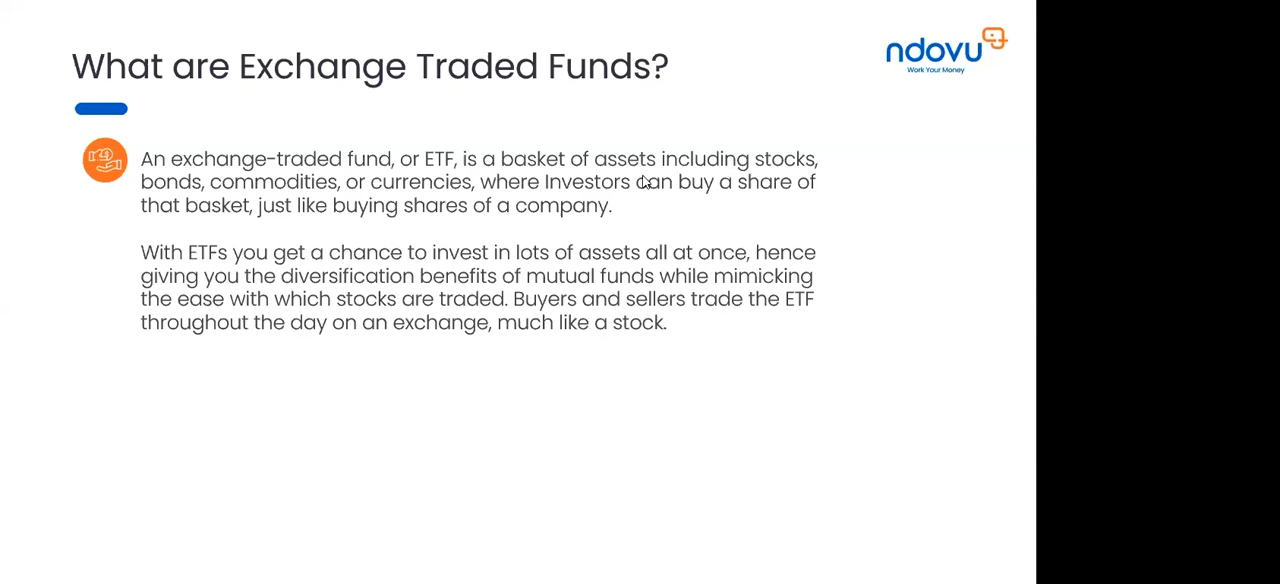 What are Exchange Traded Funds?
ndovu
Work Your Money
An exchange-traded fund, or ETF, is a basket of assets including stocks,
bonds, commodities, or currencies, where Investors can buy a share of
that basket, just like buying shares of a company.
With ETFs you get a chance to invest in lots of assets all at once, hence
giving you the diversification benefits of mutual funds while mimicking
the ease with which stocks are traded. Buyers and sellers trade the ETF
throughout the day on an exchange, much like a stock.